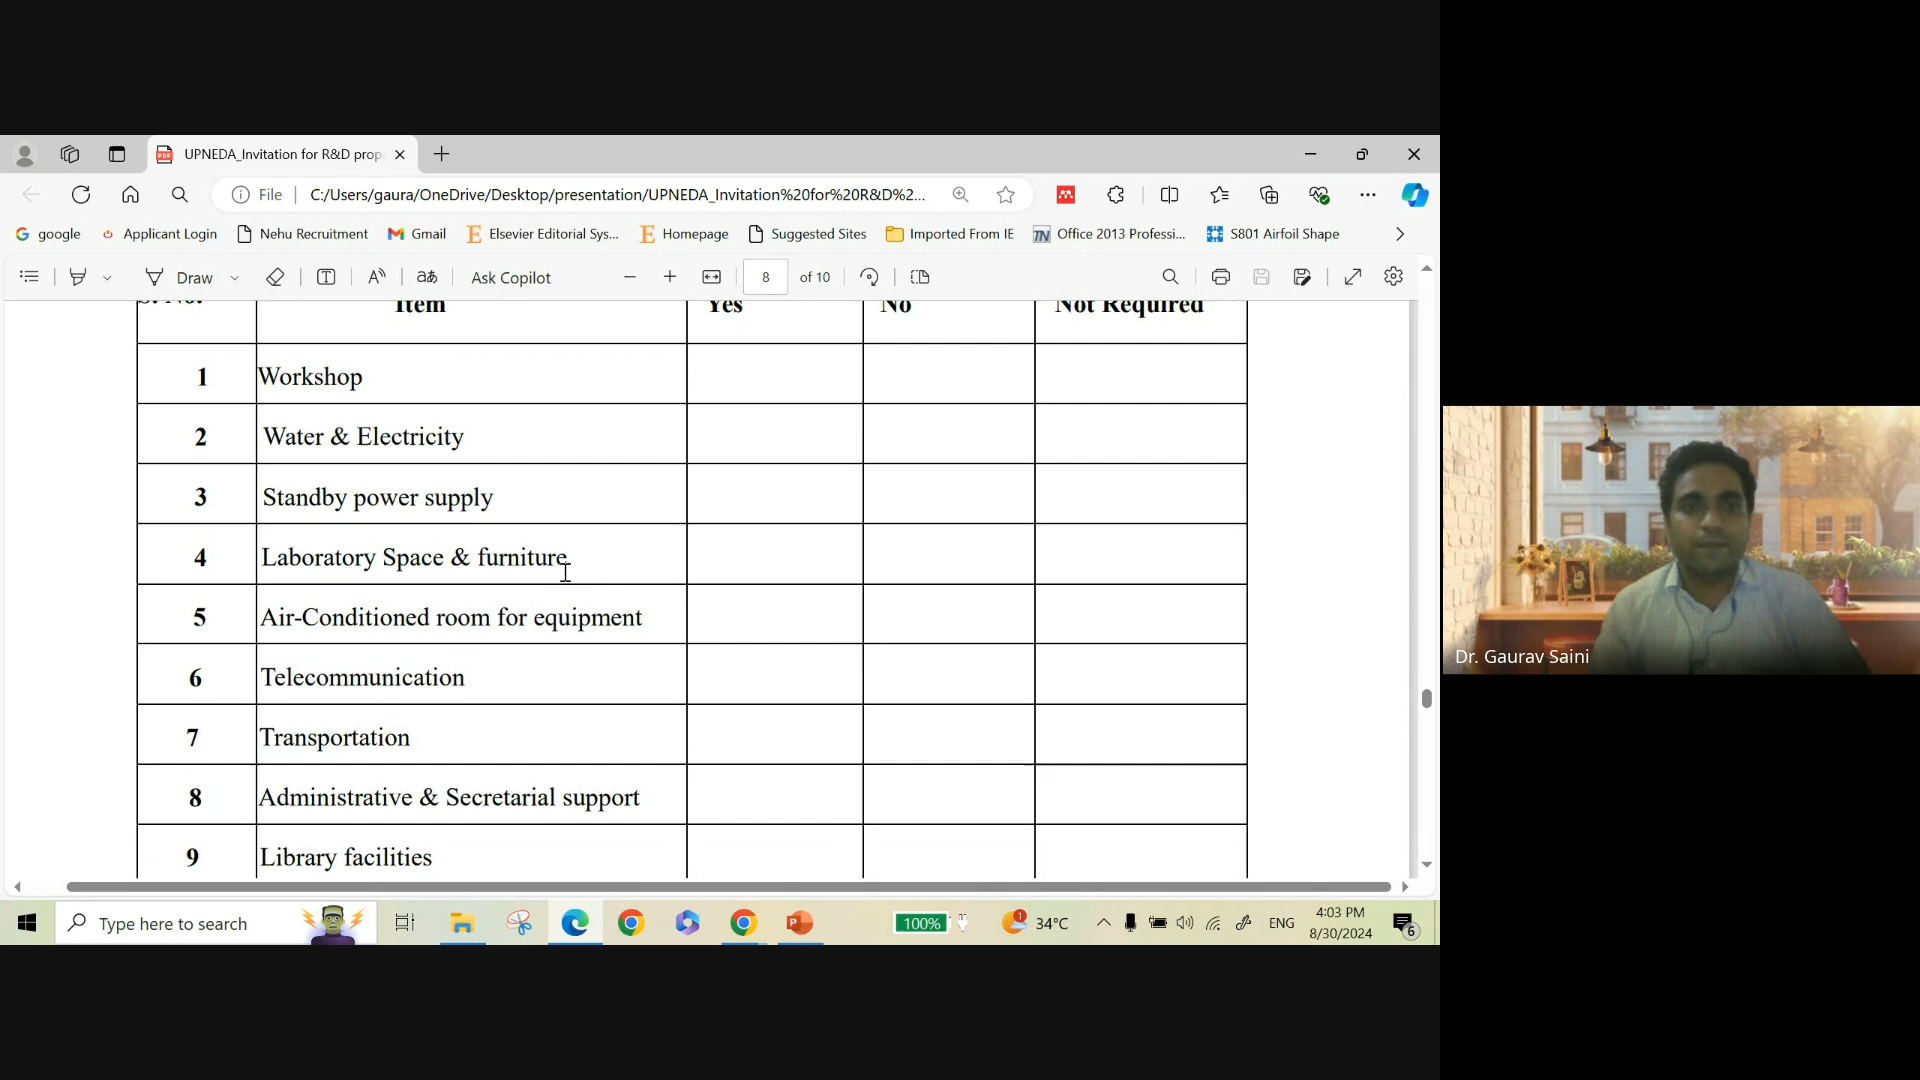 UPNEDA_Invitation for R&D prop
File
C:/Users/gaura/OneDrive/Desktop/presentation/UPNEDA_Invitation%20for%20R&D%2...
google
Applicant Login
Nehu Recruitment
Gmail
Elsevier Editorial Sys...
Homepage
Suggested Sites
Imported From IE
Office 2013 Professi...
S801 Airfoil Shape
Draw
Ask Copilot
8 of 10
S. No. Item Yes No Not Required
1 Workshop
2 Water & Electricity
3 Standby power supply
4 Laboratory Space & furniture
5 Air-Conditioned room for equipment
6 Telecommunication
7 Transportation
8 Administrative & Secretarial support
9 Library facilities
Dr. Gaurav Saini
Type here to search
100%
1
34°C
ENG
4:03 PM
8/30/2024
6